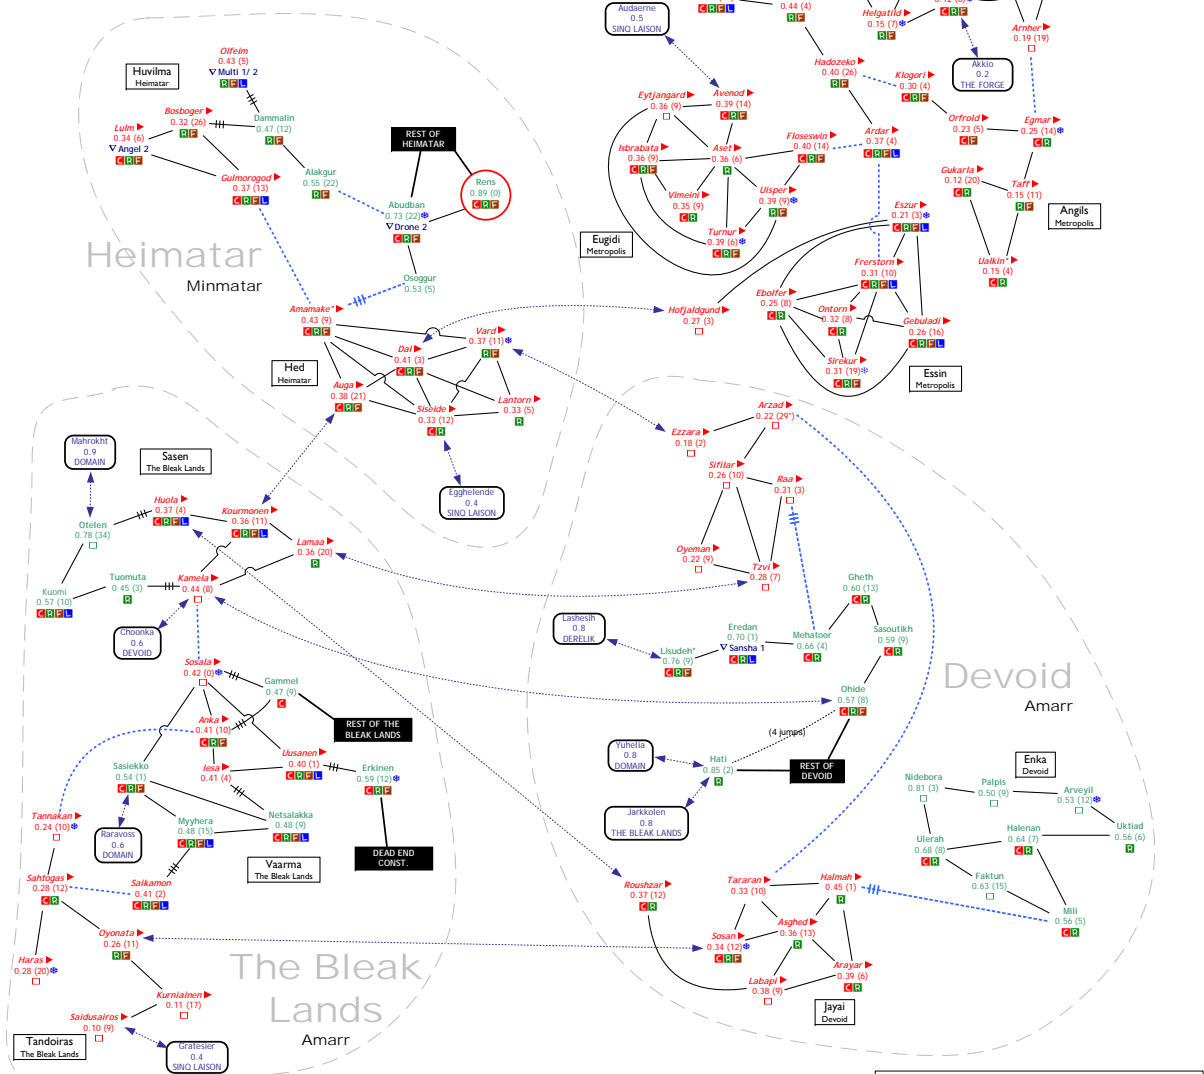 Audaerne
0.5
SINQ LAISON
C R F L
0.44 (4)
R F
Helgatild
0.15 (7)
R F
C R F
Akkio
0.2
THE FORGE
Arnher
0.19 (19)
Olfeim
0.43 (5)
Multi 1/ 2
R F L
Huvilma
Heimatar
Bosboger
0.32 (26)
R F
Dammalin
0.47 (12)
R F
Lulm
0.34 (6)
Angel 2
C R F
Gulmorogod
0.37 (13)
C R F L
Alakgur
0.55 (22)
R F
REST OF
HEIMATAR
Rens
0.89 (0)
C R F
Abudban
0.73 (22)
Drone 2
C R F
Osoggur
0.53 (5)
Heimatar
Minmatar
Hadozeko
0.40 (26)
R F
Klogori
0.30 (4)
C R F
Orfrold
0.23 (5)
C F
Egmar
0.25 (14)
C R
Eytjangard
0.36 (9)
Avenod
0.39 (14)
C R F
Floseswin
0.40 (14)
C R F
Ardar
0.37 (4)
C R F L
Isbrabata
0.36 (9)
C R F
Aset
0.36 (6)
R
Vimeini
0.35 (9)
C R
Uisper
0.39 (9)
R F
Turnur
0.39 (6)
C R F
Eugidi
Metropolis
Gukarla
0.12 (20)
C R
Taff
0.15 (11)
R F
Angils
Metropolis
Ualkin*
0.15 (4)
C R
Eszur
0.21 (3)
C R F L
Frerstorn
0.31 (10)
C R F L
Ebolfer
0.25 (8)
C R
Ontorn
0.32 (8)
C R
Gebuladi
0.26 (16)
C R F L
Sirekur
0.31 (19)
C R F
Essin
Metropolis
Hofjaldgund
0.27 (3)
Amamake*
0.43 (9)
C R F
Vard
0.37 (11)
R F
Dal
0.41 (3)
C R F
Hed
Heimatar
Auga
0.38 (21)
C R F
Siseide
0.33 (12)
C R
Lantorn
0.33 (5)
R
Egghelende
0.4
SINQ LAISON
Mahrokht
0.9
DOMAIN
Sasen
The Bleak Lands
Huola
0.37 (4)
C R F L
Kourmonen
0.36 (11)
C R F L
Otelen
0.78 (34)
Lamaa
0.36 (20)
R
Kuomi
0.57 (10)
C R F L
Tuomuta
0.45 (3)
R
Kamela
0.44 (8)
Choonka
0.6
DEVOID
Arzad
0.22 (29*)
Ezzara
0.18 (2)
Sifilar
0.26 (10)
Raa
0.31 (3)
Oyeman
0.22 (9)
Tzvi
0.28 (7)
Gheth
0.60 (13)
C R
Lashesih
0.8
DERELIK
Eredan
0.70 (1)
Sansha 1
C R L
Mehatoor
0.66 (4)
C R
Sasoutikh
0.59 (9)
C R
Lisudeh*
0.76 (9)
C R F
Ohide
0.57 (8)
C R F
Devoid
Amarr
(4 jumps)
Yuhelia
0.8
DOMAIN
Hati
0.85 (2)
R
REST OF
DEVOID
Jarkkolen
0.8
THE BLEAK LANDS
Enka
Devoid
Nidebora
0.81 (3)
Palpis
0.50 (9)
Arveyil
0.53 (12)
Uktiad
0.56 (6)
R
Halenan
0.64 (7)
C R
Ulerah
0.68 (8)
C R
Faktun
0.63 (15)
Mili
0.56 (5)
C R
Sosala
0.42 (0)
Gammel
0.47 (9)
C
REST OF THE
BLEAK LANDS
Anka
0.41 (10)
C R F
Iesa
0.41 (4)
Uusanen
0.40 (1)
C R F L
Erkinen
0.59 (12)
C R F
Sasiekko
0.54 (1)
C R F
Tannakan
0.24 (10)
Raravoss
0.6
DOMAIN
Myyhera
0.48 (15)
C R F L
Netsalakka
0.48 (9)
C R F L
Vaarma
The Bleak Lands
DEAD END
CONST.
Sahtogas
0.28 (12)
C R
Saikamon
0.41 (2)
C R F L
Oyonata
0.26 (11)
R F
Haras
0.28 (20)
Kurniainen
0.11 (17)
Saidusairos
0.10 (9)
Tandoiras
The Bleak Lands
Gratesier
0.4
SINQ LAISON
The Bleak
Lands
Amarr
Roushzar
0.37 (12)
C R
Tararan
0.33 (10)
Halmah
0.45 (1)
R
Sosan
0.34 (12)
C R F
Asghed
0.36 (13)
R
Arayar
0.39 (6)
C R
Labapi
0.38 (9)
Jayai
Devoid